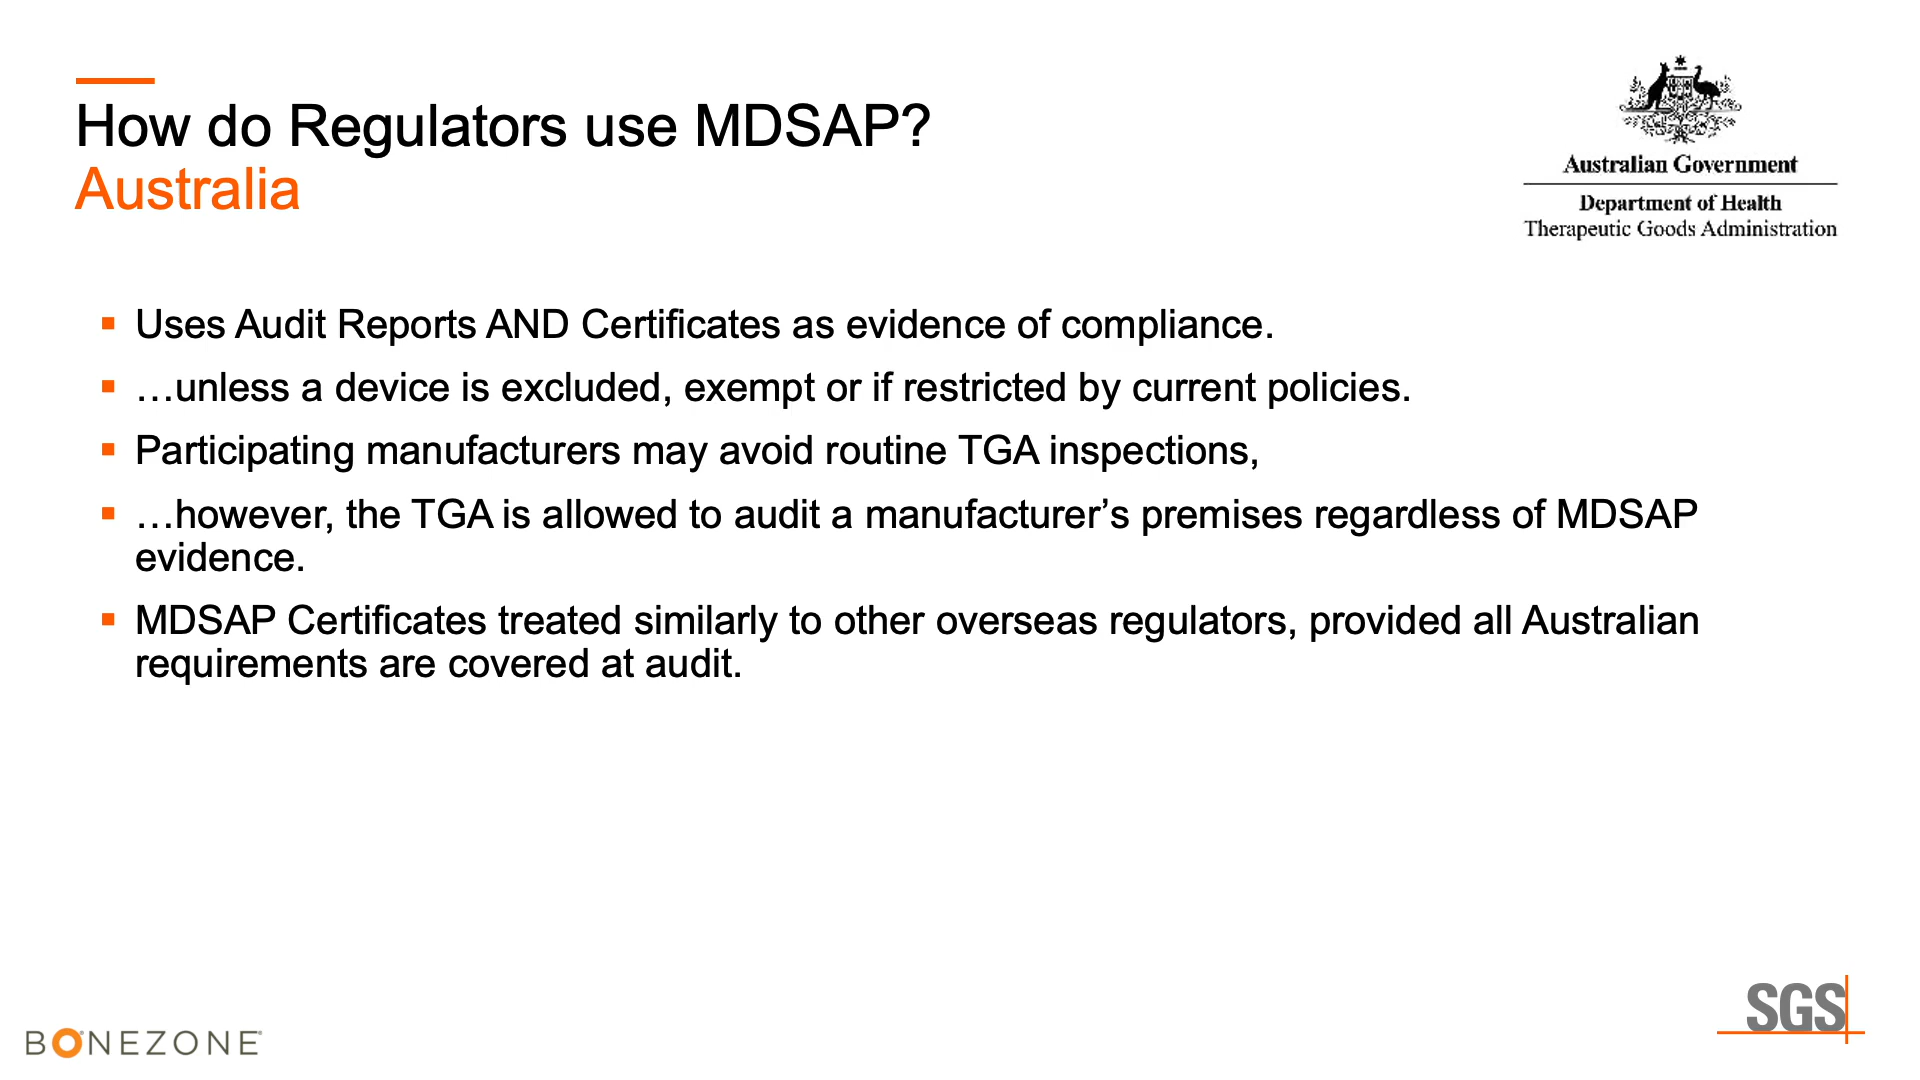 How do Regulators use MDSAP?
Australia
Australian Government
Department of Health
Therapeutic Goods Administration
Uses Audit Reports AND Certificates as evidence of compliance.
…unless a device is excluded, exempt or if restricted by current policies.
Participating manufacturers may avoid routine TGA inspections,
…however, the TGA is allowed to audit a manufacturer’s premises regardless of MDSAP
evidence.
MDSAP Certificates treated similarly to other overseas regulators, provided all Australian
requirements are covered at audit.
BONEZONE
SGS